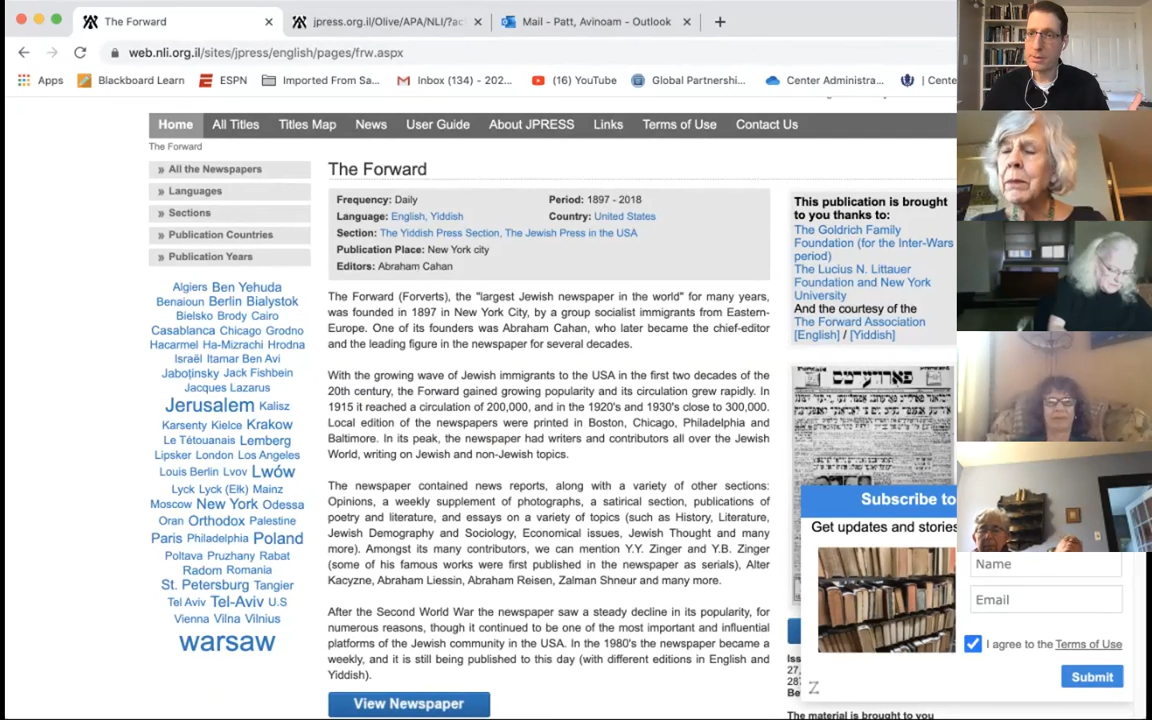 The Forward
jpress.org.il/Olive/APA/NLI/?ac
Mail - Patt, Avinoam - Outlook
web.nli.org.il/sites/jpress/english/pages/frw.aspx
Apps Blackboard Learn ESPN Imported From Sa... Inbox (134) - 202... (16) YouTube Global Partnershi... Center Administra... | Cente
Home All Titles Titles Map News User Guide About JPRESS Links Terms of Use Contact Us
The Forward
» All the Newspapers
» Languages
» Sections
» Publication Countries
» Publication Years
Algiers Ben Yehuda
Benaioun Berlin Bialystok
Bielsko Brody Cairo
Casablanca Chicago Grodno
Hacarmel Ha-Mizrachi Hrodna
Israël Itamar Ben Avi
Jabotinsky Jack Fishbein
Jacques Lazarus
Jerusalem Kalisz
Karsenty Kielce Krakow
Le Tétouanais Lemberg
Lipsker London Los Angeles
Louis Berlin Lvov Lwów
Lyck Lyck (Ełk) Mainz
Moscow New York Odessa
Oran Orthodox Palestine
Paris Philadelphia Poland
Poltava Pruzhany Rabat
Radom Romania
St. Petersburg Tangier
Tel Aviv Tel-Aviv U.S
Vienna Vilna Vilnius
warsaw
The Forward
Frequency: Daily Period: 1897 - 2018
Language: English, Yiddish Country: United States
Section: The Yiddish Press Section, The Jewish Press in the USA
Publication Place: New York city
Editors: Abraham Cahan
The Forward (Forverts), the "largest Jewish newspaper in the world" for many years,
was founded in 1897 in New York City, by a group socialist immigrants from Eastern-
Europe. One of its founders was Abraham Cahan, who later became the chief-editor
and the leading figure in the newspaper for several decades.
With the growing wave of Jewish immigrants to the USA in the first two decades of the
20th century, the Forward gained growing popularity and its circulation grew rapidly. In
1915 it reached a circulation of 200,000, and in the 1920's and 1930's close to 300,000.
Local edition of the newspapers were printed in Boston, Chicago, Philadelphia and
Baltimore. In its peak, the newspaper had writers and contributors all over the Jewish
World, writing on Jewish and non-Jewish topics.
The newspaper contained news reports, along with a variety of other sections:
Opinions, a weekly supplement of photographs, a satirical section, publications of
poetry and literature, and essays on a variety of topics (such as History, Literature,
Jewish Demography and Sociology, Economical issues, Jewish Thought and many
more). Amongst its many contributors, we can mention Y.Y. Zinger and Y.B. Zinger
(some of his famous works were first published in the newspaper as serials), Alter
Kacyzne, Abraham Liessin, Abraham Reisen, Zalman Shneur and many more.
After the Second World War the newspaper saw a steady decline in its popularity, for
numerous reasons, though it continued to be one of the most important and influential
platforms of the Jewish community in the USA. In the 1980's the newspaper became a
weekly, and it is still being published to this day (with different editions in English and
Yiddish).
View Newspaper
This publication is brought
to you thanks to:
The Goldrich Family
Foundation (for the Inter-Wars
period)
The Lucius N. Littauer
Foundation and New York
University
And the courtesy of the
The Forward Association
[English] / [Yiddish]
פארווערטס
Subscribe to
Get updates and stories
Name
Email
I agree to the Terms of Use
Submit
Iss
27,
287
Be
The material is brought to you